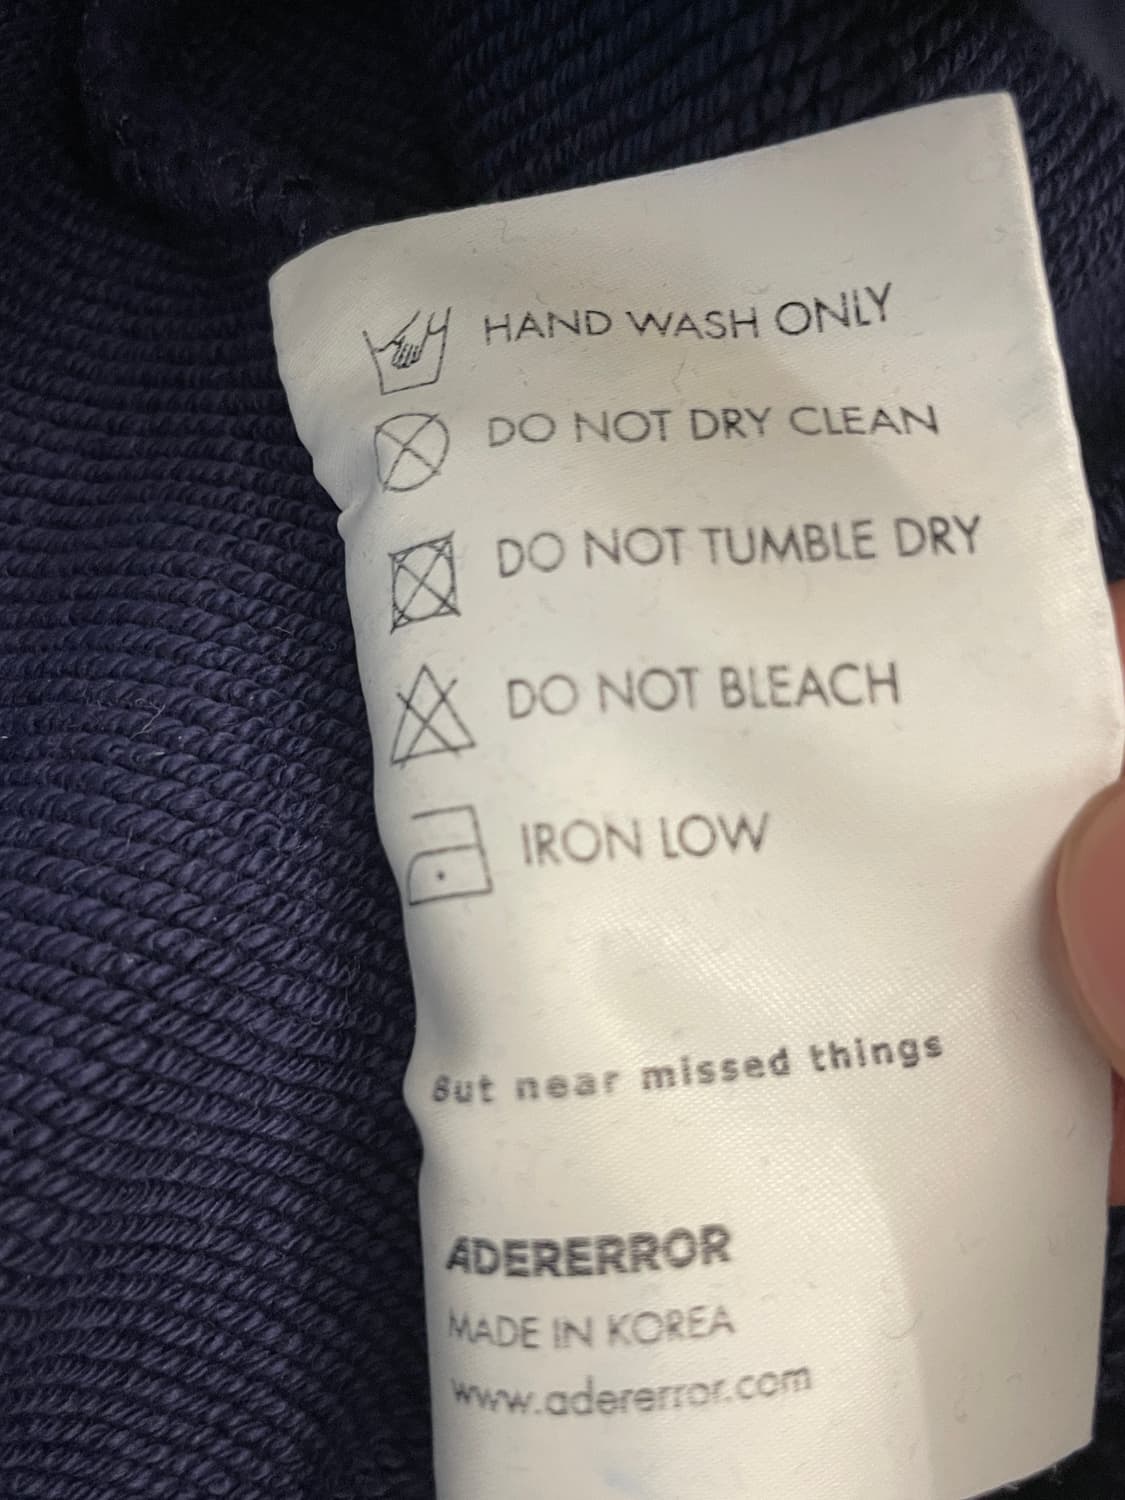 HAND WASH ONLY
DO NOT DRY CLEAN
DO NOT TUMBLE DRY
DO NOT BLEACH
IRON LOW
But near missed things
ADERERROR
MADE IN KOREA
www.adererror.com